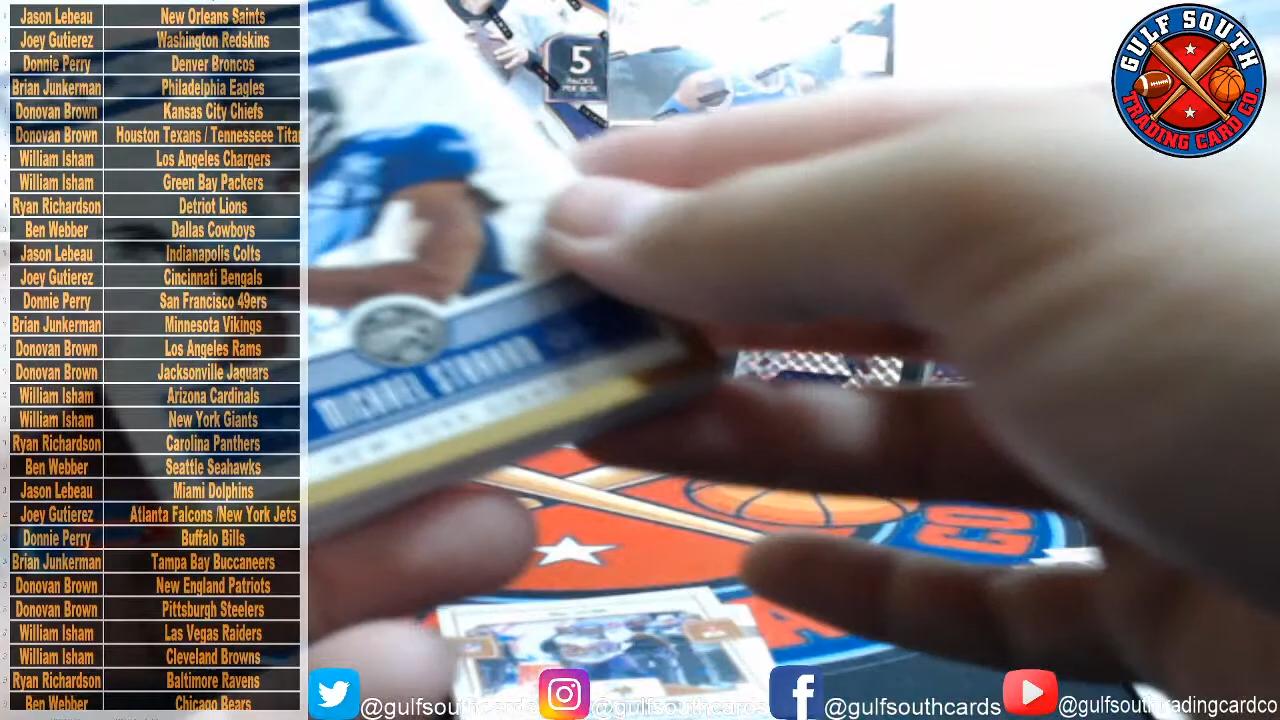 Jason Lebeau New Orleans Saints
Joey Gutierez Washington Redskins
Donnie Perry Denver Broncos
Brian Junkerman Philadelphia Eagles
Donovan Brown Kansas City Chiefs
Donovan Brown Houston Texans / Tennesseee Titan
William Isham Los Angeles Chargers
William Isham Green Bay Packers
Ryan Richardson Detriot Lions
Ben Webber Dallas Cowboys
Jason Lebeau Indianapolis Colts
Joey Gutierez Cincinnati Bengals
Donnie Perry San Francisco 49ers
Brian Junkerman Minnesota Vikings
Donovan Brown Los Angeles Rams
Donovan Brown Jacksonville Jaguars
William Isham Arizona Cardinals
William Isham New York Giants
Ryan Richardson Carolina Panthers
Ben Webber Seattle Seahawks
Jason Lebeau Miami Dolphins
Joey Gutierez Atlanta Falcons /New York Jets
Donnie Perry Buffalo Bills
Brian Junkerman Tampa Bay Buccaneers
Donovan Brown New England Patriots
Donovan Brown Pittsburgh Steelers
William Isham Las Vegas Raiders
William Isham Cleveland Browns
Ryan Richardson Baltimore Ravens
Ben Webber Chicago Bears
5
PACKS
PER BOX
GULF SOUTH
TRADING CARD CO.
MICHAEL
@gulfsouthcards
@gulfsouthcards
@gulfsouthcards
@gulfsouthtradingcardco